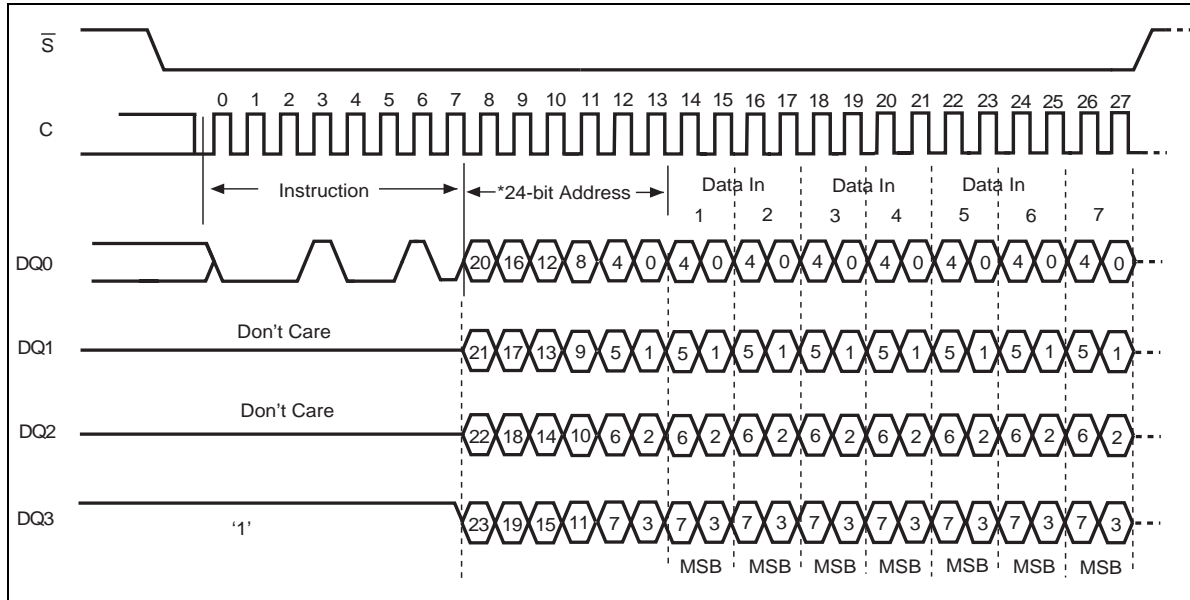 S
0 1 2 3 4 5 6 7 8 9 10 11 12 13 14 15 16 17 18 19 20 21 22 23 24 25 26 27
C
Instruction *24-bit Address Data In Data In Data In
1 2 3 4 5 6 7
DQ0 20 16 12 8 4 0 4 0 4 0 4 0 4 0 4 0 4 0 4 0
Don't Care
DQ1 21 17 13 9 5 1 5 1 5 1 5 1 5 1 5 1 5 1 5 1
Don't Care
DQ2 22 18 14 10 6 2 6 2 6 2 6 2 6 2 6 2 6 2 6 2
DQ3 ‘1’ 23 19 15 11 7 3 7 3 7 3 7 3 7 3 7 3 7 3 7 3
MSB MSB MSB MSB MSB MSB MSB